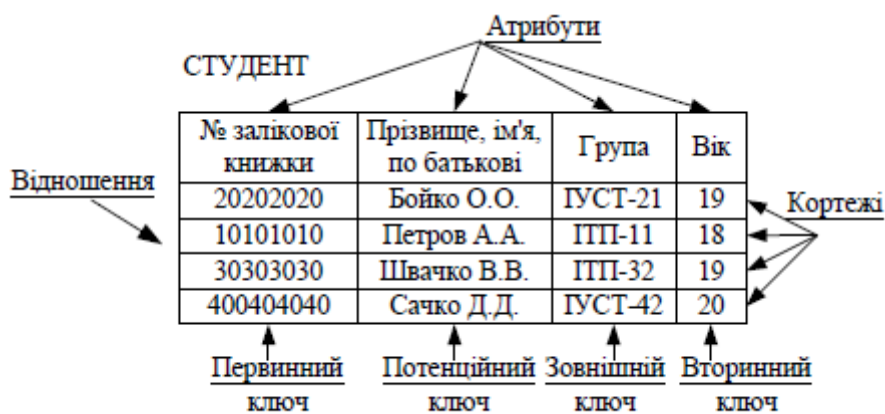 Атрибути
СТУДЕНТ
№ залікової Прізвище, ім'я, Група Вік
книжки по батькові
Відношення
20202020 Бойко О.О. ІУСТ-21 19
Кортежі
10101010 Петров А.А. ІТП-11 18
30303030 Швачко В.В. ІТП-32 19
400404040 Сачко Д.Д. ІУСТ-42 20
Первинний Потенційний Зовнішній Вторинний
ключ ключ ключ ключ